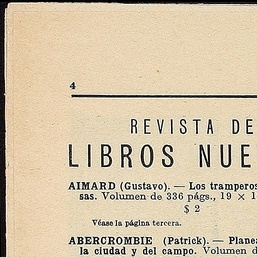 4
REVISTA DE
LIBROS NUE
AIMARD (Gustavo). — Los tramperos
sas. Volumen de 336 págs., 19 × 1
$ 2
Véase la página tercera.
ABERCROMBIE (Patrick). — Planea
la ciudad y del campo. Volumen d